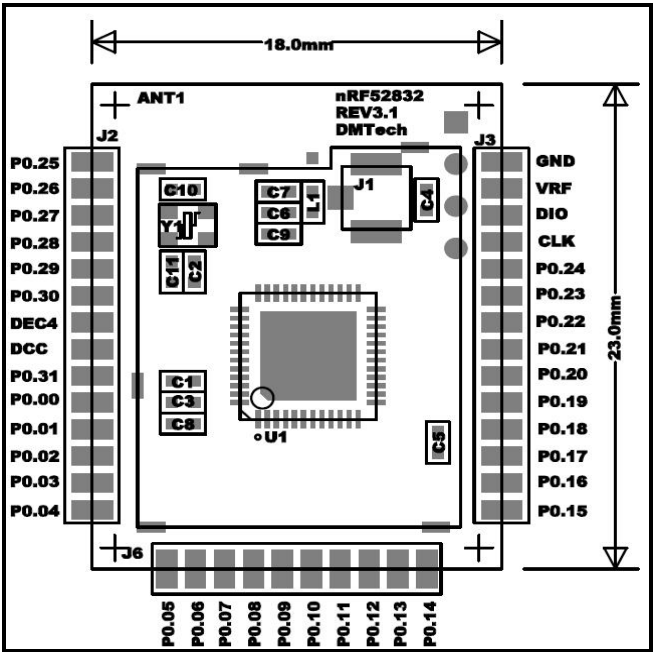 18.0mm
ANT1
nRF52832
REV3.1
DMTech
J2
J3
P0.25
P0.26
P0.27
P0.28
P0.29
P0.30
DEC4
DCC
P0.31
P0.00
P0.01
P0.02
P0.03
P0.04
C10
Y1
C11
C2
C7
C6
C9
L1
J1
C4
C1
C3
C8
U1
C5
GND
VRF
DIO
CLK
P0.24
P0.23
P0.22
P0.21
P0.20
P0.19
P0.18
P0.17
P0.16
P0.15
23.0mm
J6
P0.05
P0.06
P0.07
P0.08
P0.09
P0.10
P0.11
P0.12
P0.13
P0.14